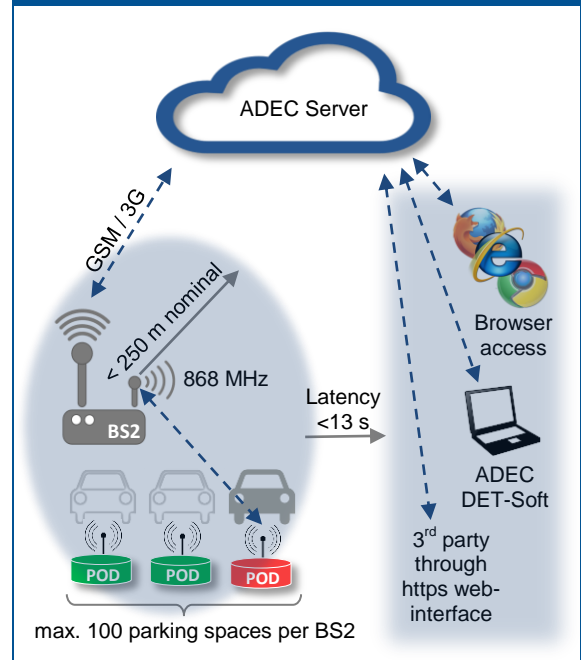 ADEC Server
GSM / 3G
< 250 m nominal
868 MHz
BS2
Latency
<13 s
Browser
access
ADEC
DET-Soft
3rd party
through
https web-
interface
POD
POD
POD
max. 100 parking spaces per BS2